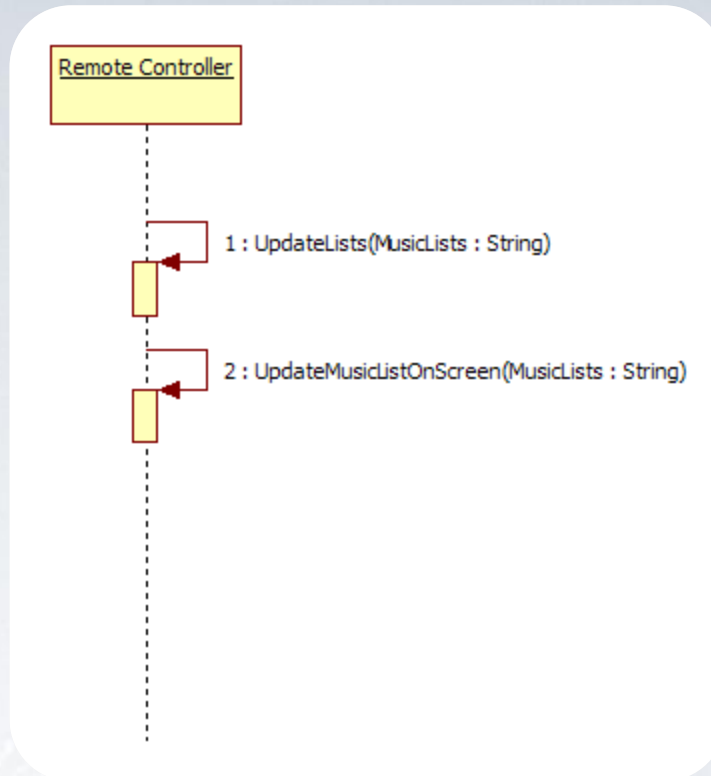 Remote Controller
1 : UpdateLists(MusicLists : String)
2 : UpdateMusicListOnScreen(MusicLists : String)